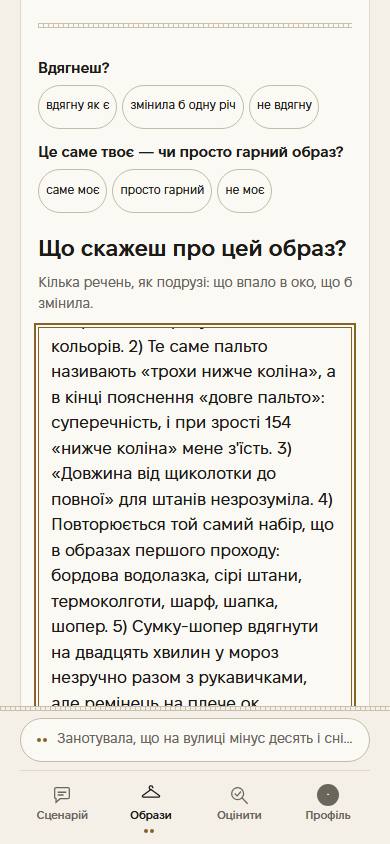 Вдягнеш?
вдягну як є
змінила б одну річ
не вдягну
Це саме твоє — чи просто гарний образ?
саме моє
просто гарний
не моє
Що скажеш про цей образ?
Кілька речень, як подрузі: що впало в око, що б
змінила.
кольорів. 2) Те саме пальто
називають «трохи нижче коліна», а
в кінці пояснення «довге пальто»:
суперечність, і при зрості 154
«нижче коліна» мене з'їсть. 3)
«Довжина від щиколотки до
повної» для штанів незрозуміла. 4)
Повторюється той самий набір, що
в образах першого проходу:
бордова водолазка, сірі штани,
термоколготи, шарф, шапка,
шопер. 5) Сумку-шопер вдягнути
на двадцять хвилин у мороз
незручно разом з рукавичками,
але ремінець на плече ок
Занотувала, що на вулиці мінус десять і сні...
Сценарій
Образи
Оцінити
Профіль